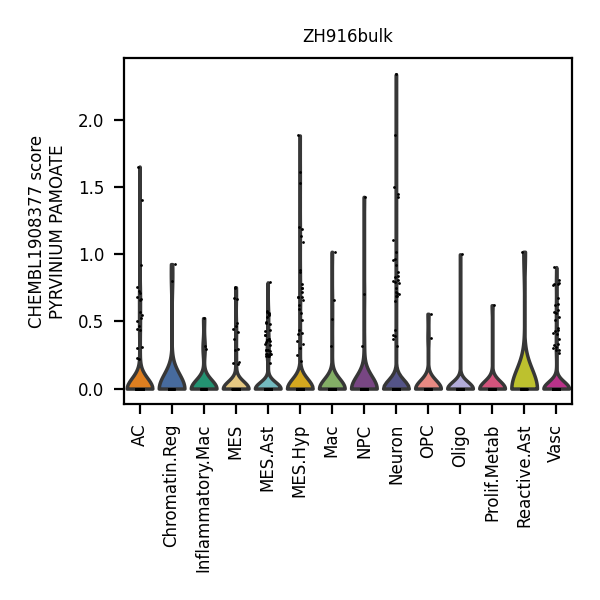 ZH916bulk
CHEMBL1908377 score
PYRVINIUM PAMOATE
2.0
1.5
1.0
0.5
0.0
AC
Chromatin.Reg
Inflammatory.Mac
MES
MES.Ast
MES.Hyp
Mac
NPC
Neuron
OPC
Oligo
Prolif.Metab
Reactive.Ast
Vasc